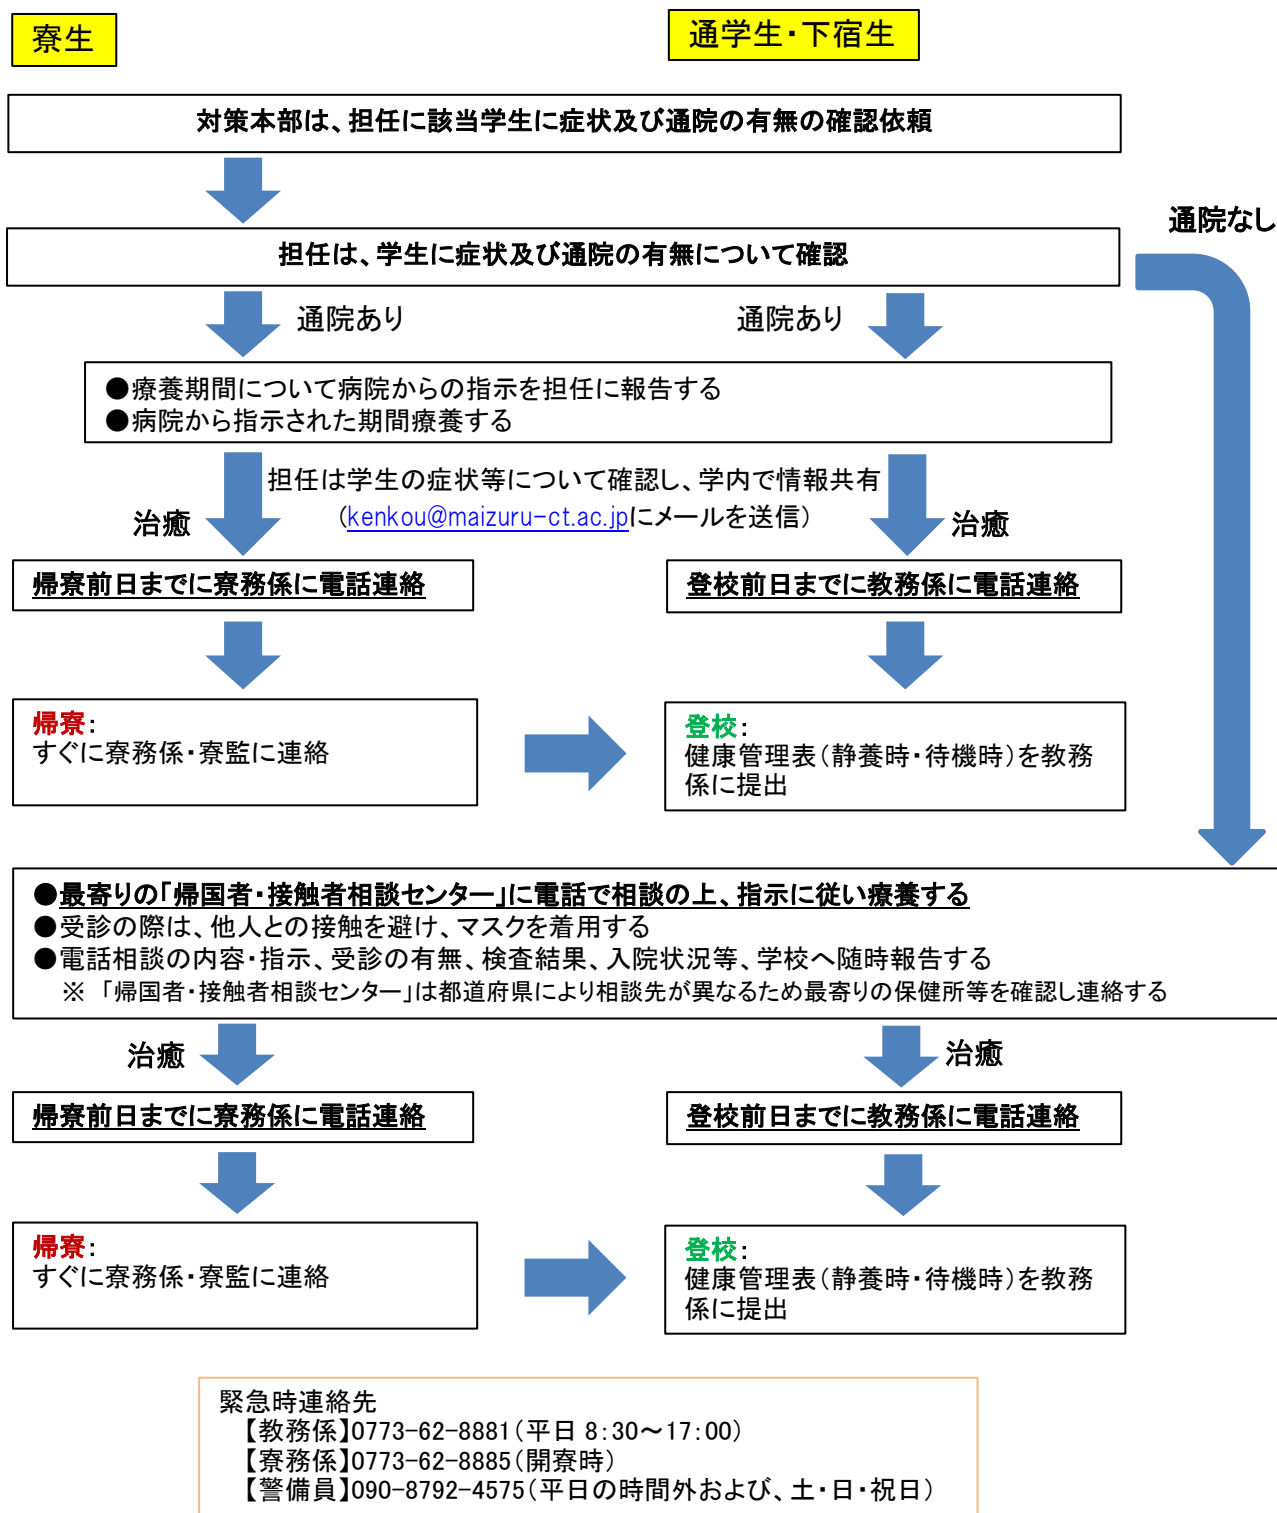 寮生
通学生・下宿生
対策本部は、担任に該当学生に症状及び通院の有無の確認依頼
通院なし
担任は、学生に症状及び通院の有無について確認
通院あり
通院あり
●療養期間について病院からの指示を担任に報告する
●病院から指示された期間療養する
担任は学生の症状等について確認し、学内で情報共有
(kenkou@maizuru-ct.ac.jpにメールを送信)
治癒
治癒
帰寮前日までに寮務係に電話連絡
登校前日までに教務係に電話連絡
帰寮:
すぐに寮務係・寮監に連絡
登校:
健康管理表(静養時・待機時)を教務
係に提出
●最寄りの「帰国者・接触者相談センター」に電話で相談の上、指示に従い療養する
●受診の際は、他人との接触を避け、マスクを着用する
●電話相談の内容・指示、受診の有無、検査結果、入院状況等、学校へ随時報告する
※ 「帰国者・接触者相談センター」は都道府県により相談先が異なるため最寄りの保健所等を確認し連絡する
治癒
治癒
帰寮前日までに寮務係に電話連絡
登校前日までに教務係に電話連絡
帰寮:
すぐに寮務係・寮監に連絡
登校:
健康管理表(静養時・待機時)を教務
係に提出
緊急時連絡先
【教務係】0773-62-8881(平日 8:30~17:00)
【寮務係】0773-62-8885(開寮時)
【警備員】090-8792-4575(平日の時間外および、土・日・祝日)